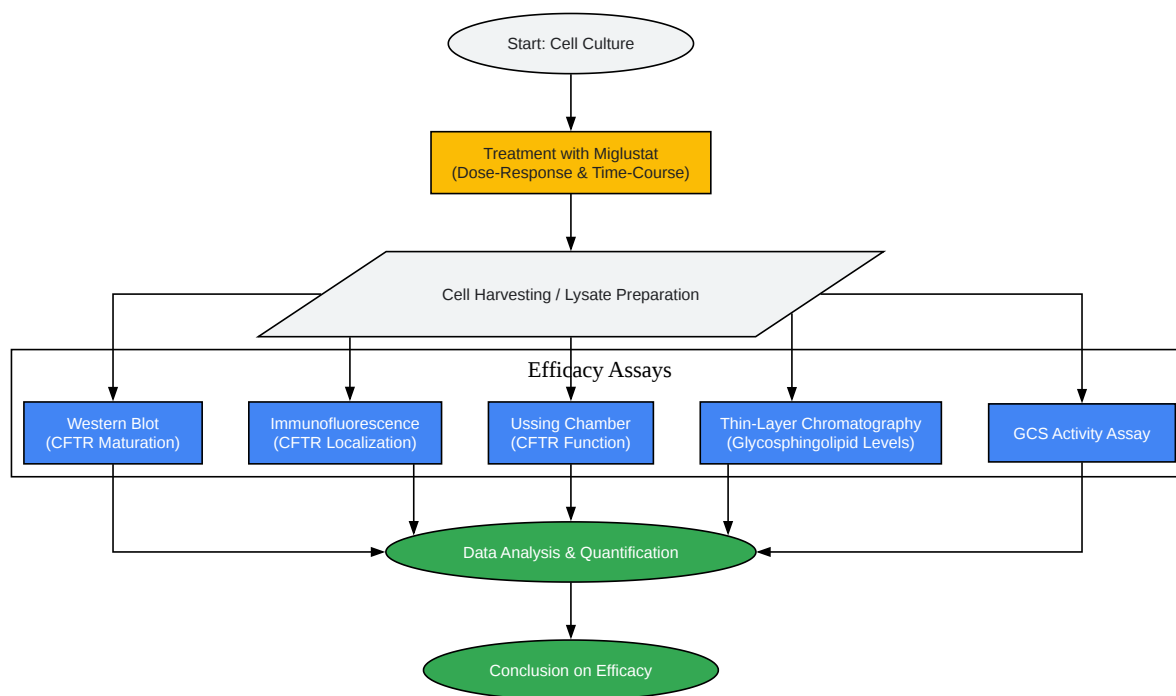 Start: Cell Culture
Treatment with Miglustat
(Dose-Response & Time-Course)
Cell Harvesting / Lysate Preparation
Efficacy Assays
Western Blot
(CFTR Maturation)
Immunofluorescence
(CFTR Localization)
Ussing Chamber
(CFTR Function)
Thin-Layer Chromatography
(Glycosphingolipid Levels)
GCS Activity Assay
Data Analysis & Quantification
Conclusion on Efficacy